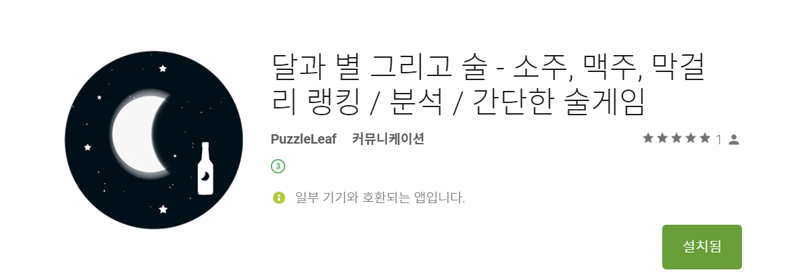 달과 별 그리고 술 - 소주, 맥주, 막걸
리 랭킹 / 분석 / 간단한 술게임
PuzzleLeaf 커뮤니케이션 1
3
일부 기기와 호환되는 앱입니다.
설치됨